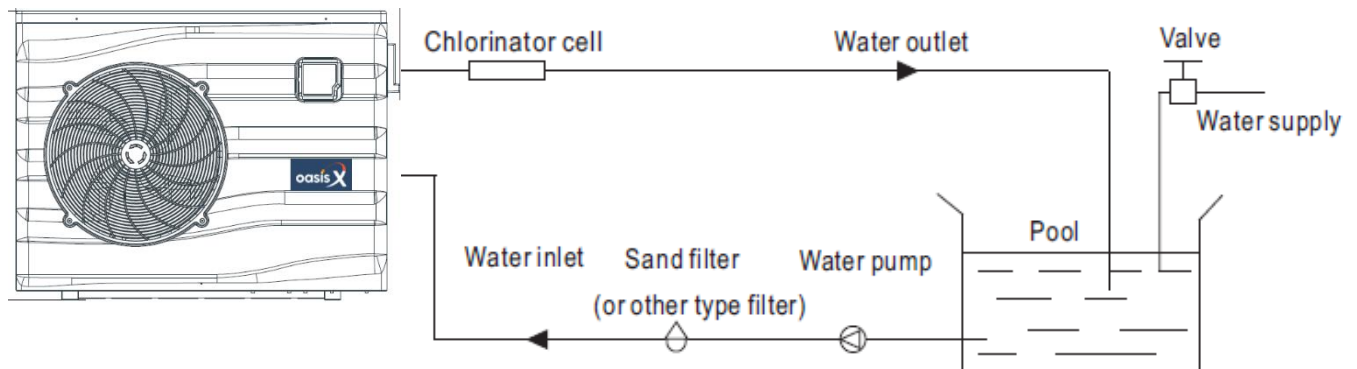 Chlorinator cell
Water outlet
Valve
Water supply
oasis X
Pool
Water inlet
Sand filter
(or other type filter)
Water pump